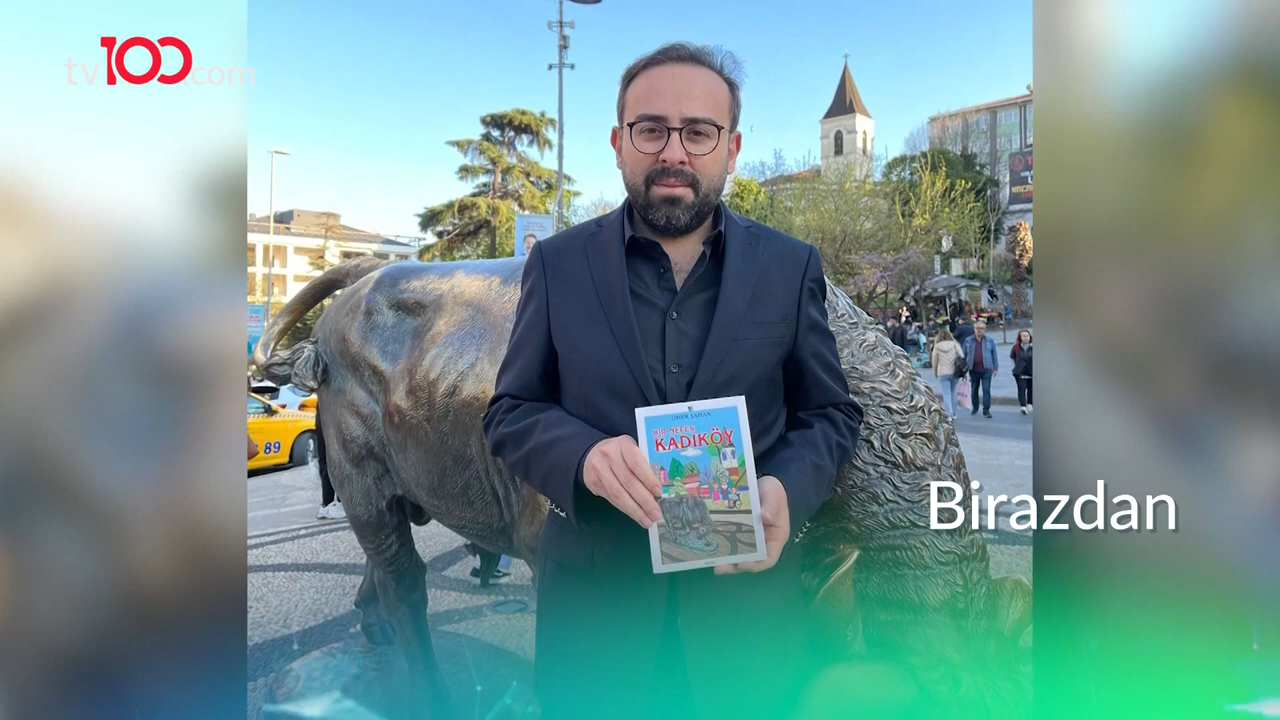 tv100.com
ÖMER ŞAHAN
BİR NEFES
KADIKÖY
89
Birazdan